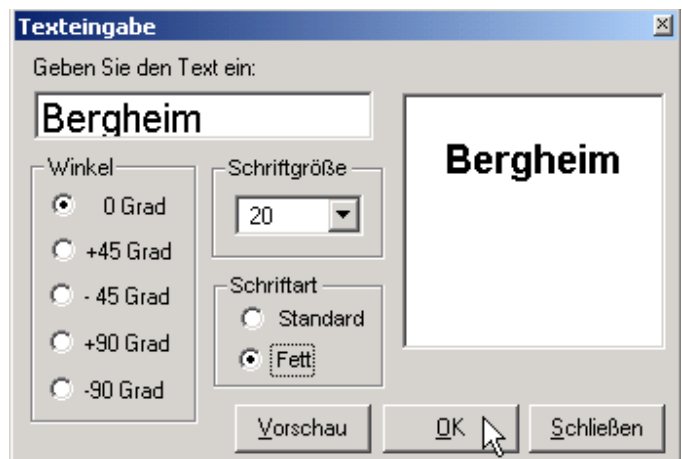 Texteingabe
Geben Sie den Text ein:
Bergheim
Winkel
0 Grad
+45 Grad
- 45 Grad
+90 Grad
-90 Grad
Schriftgröße
20
Schriftart
Standard
Fett
Bergheim
Vorschau
OK
Schließen